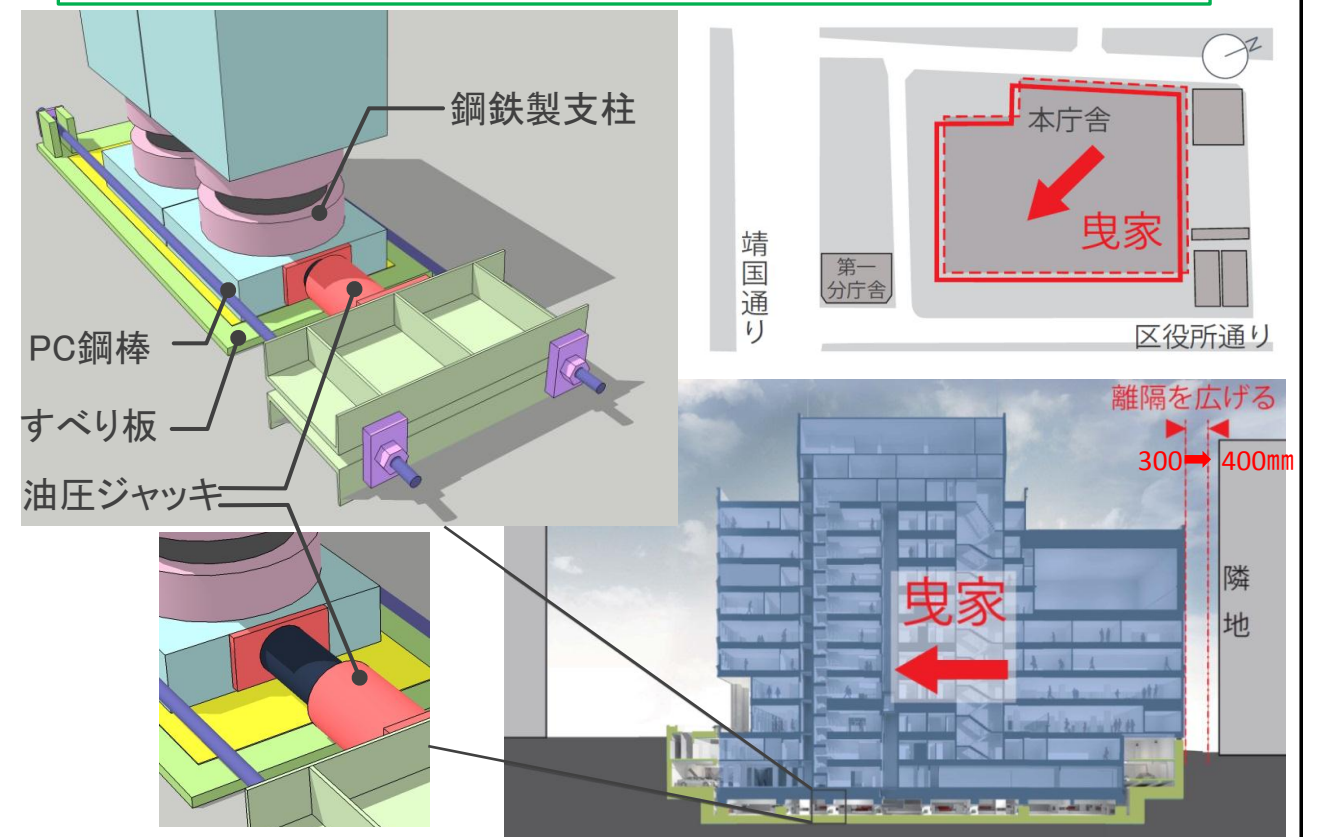 鋼鉄製支柱
PC鋼棒
すべり板
油圧ジャッキ
N
本庁舎
曳家
靖
国
通
り
第一
分庁舎
区役所通り
離隔を広げる
300➡400㎜
曳家
隣
地